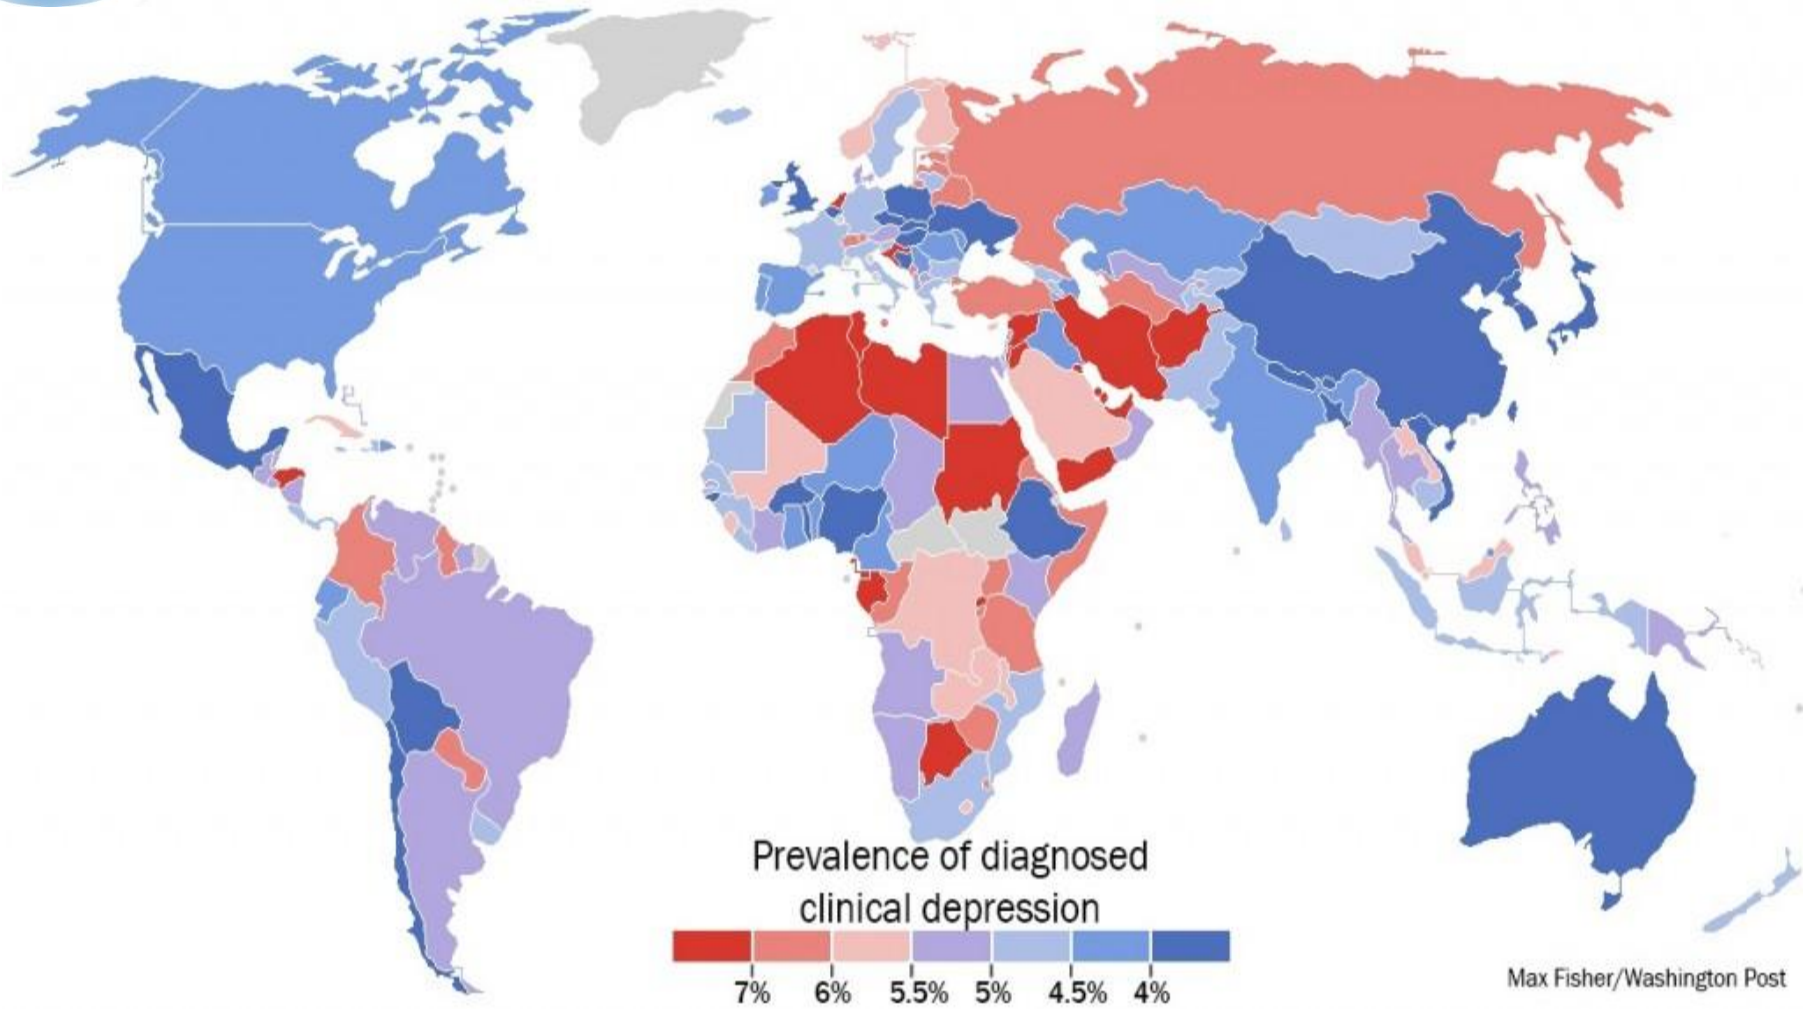 Prevalence of diagnosed
clinical depression
7% 6% 5.5% 5% 4.5% 4%
Max Fisher/Washington Post